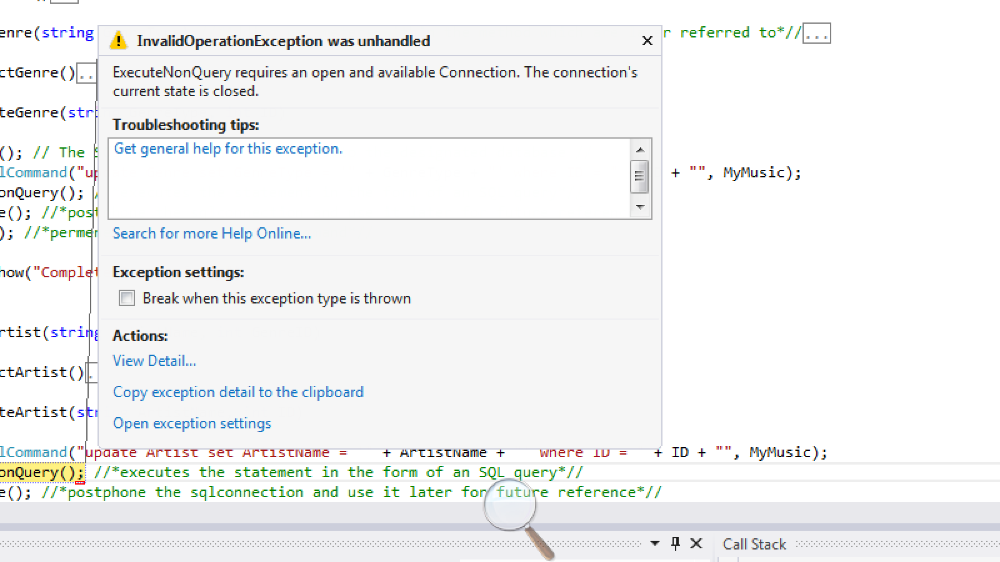 enre(string r referred to*//...
InvalidOperationException was unhandled
ExecuteNonQuery requires an open and available Connection. The connection's
current state is closed.
ctGenre()...
teGenre(str
Troubleshooting tips:
Get general help for this exception.
(); // The S
lCommand("up + "", MyMusic);
onQuery(); /
e(); //*post
); //*permen
Search for more Help Online...
how("Complet
Exception settings:
Break when this exception type is thrown
rtist(string
Actions:
View Detail...
ctArtist().
Copy exception detail to the clipboard
teArtist(str
Open exception settings
lCommand("update Artist set ArtistName = + ArtistName + where ID = + ID + "", MyMusic);
onQuery(); //*executes the statement in the form of an SQL query*//
e(); //*postphone the sqlconnection and use it later for future reference*//
Call Stack